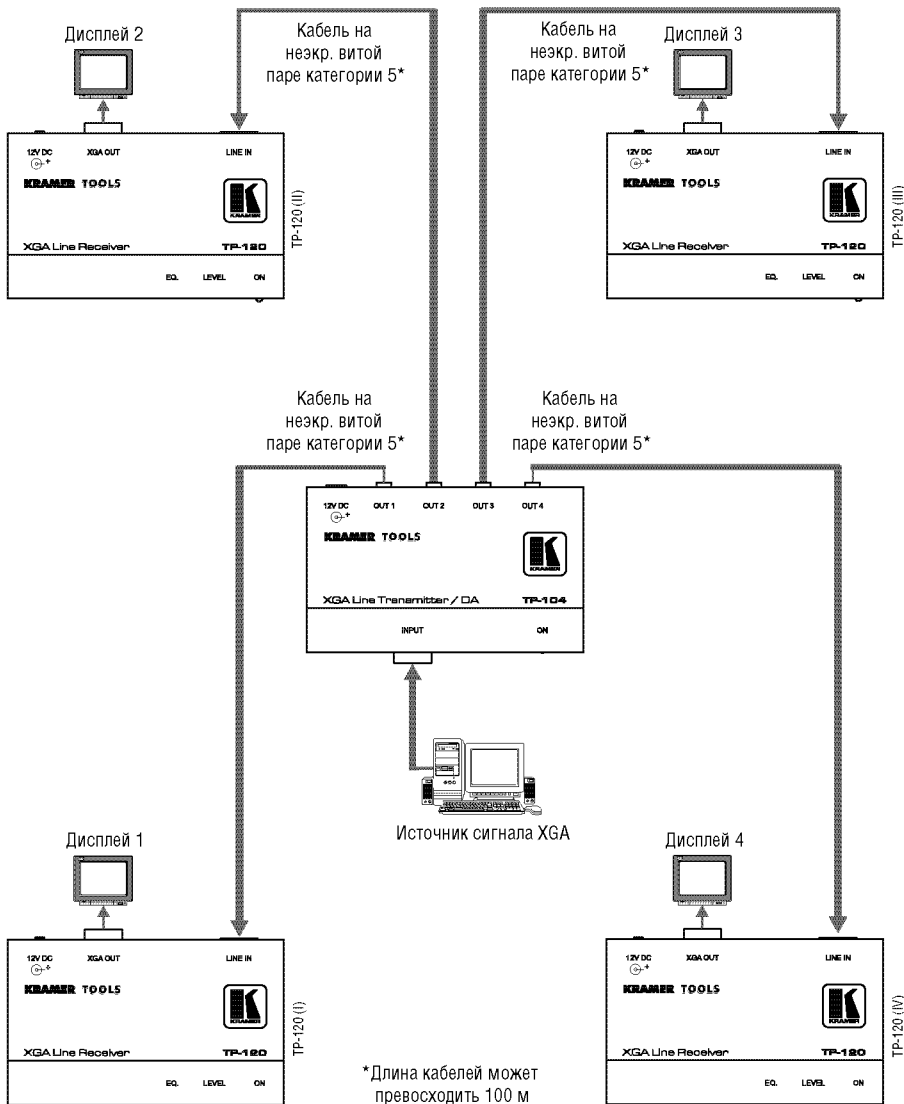 Дисплей 2
Кабель на
неэкр. витой
паре категории 5*
Кабель на
неэкр. витой
паре категории 5*
Дисплей 3
12V DC
XGA OUT
LINE IN
KRAMER TOOLS
KRAMER
XGA Line Receiver
TP-120
EQ.
LEVEL
ON
TP-120 (II)
12V DC
XGA OUT
LINE IN
KRAMER TOOLS
KRAMER
XGA Line Receiver
TP-120
EQ.
LEVEL
ON
TP-120 (III)
Кабель на
неэкр. витой
паре категории 5*
Кабель на
неэкр. витой
паре категории 5*
12V DC
OUT 1
OUT 2
OUT 3
OUT 4
KRAMER TOOLS
KRAMER
XGA Line Transmitter / DA
TP-104
INPUT
ON
Источник сигнала XGA
Дисплей 1
Дисплей 4
12V DC
XGA OUT
LINE IN
KRAMER TOOLS
KRAMER
XGA Line Receiver
TP-120
EQ.
LEVEL
ON
TP-120 (I)
*Длина кабелей может
превосходить 100 м
12V DC
XGA OUT
LINE IN
KRAMER TOOLS
KRAMER
XGA Line Receiver
TP-120
EQ.
LEVEL
ON
TP-120 (IV)